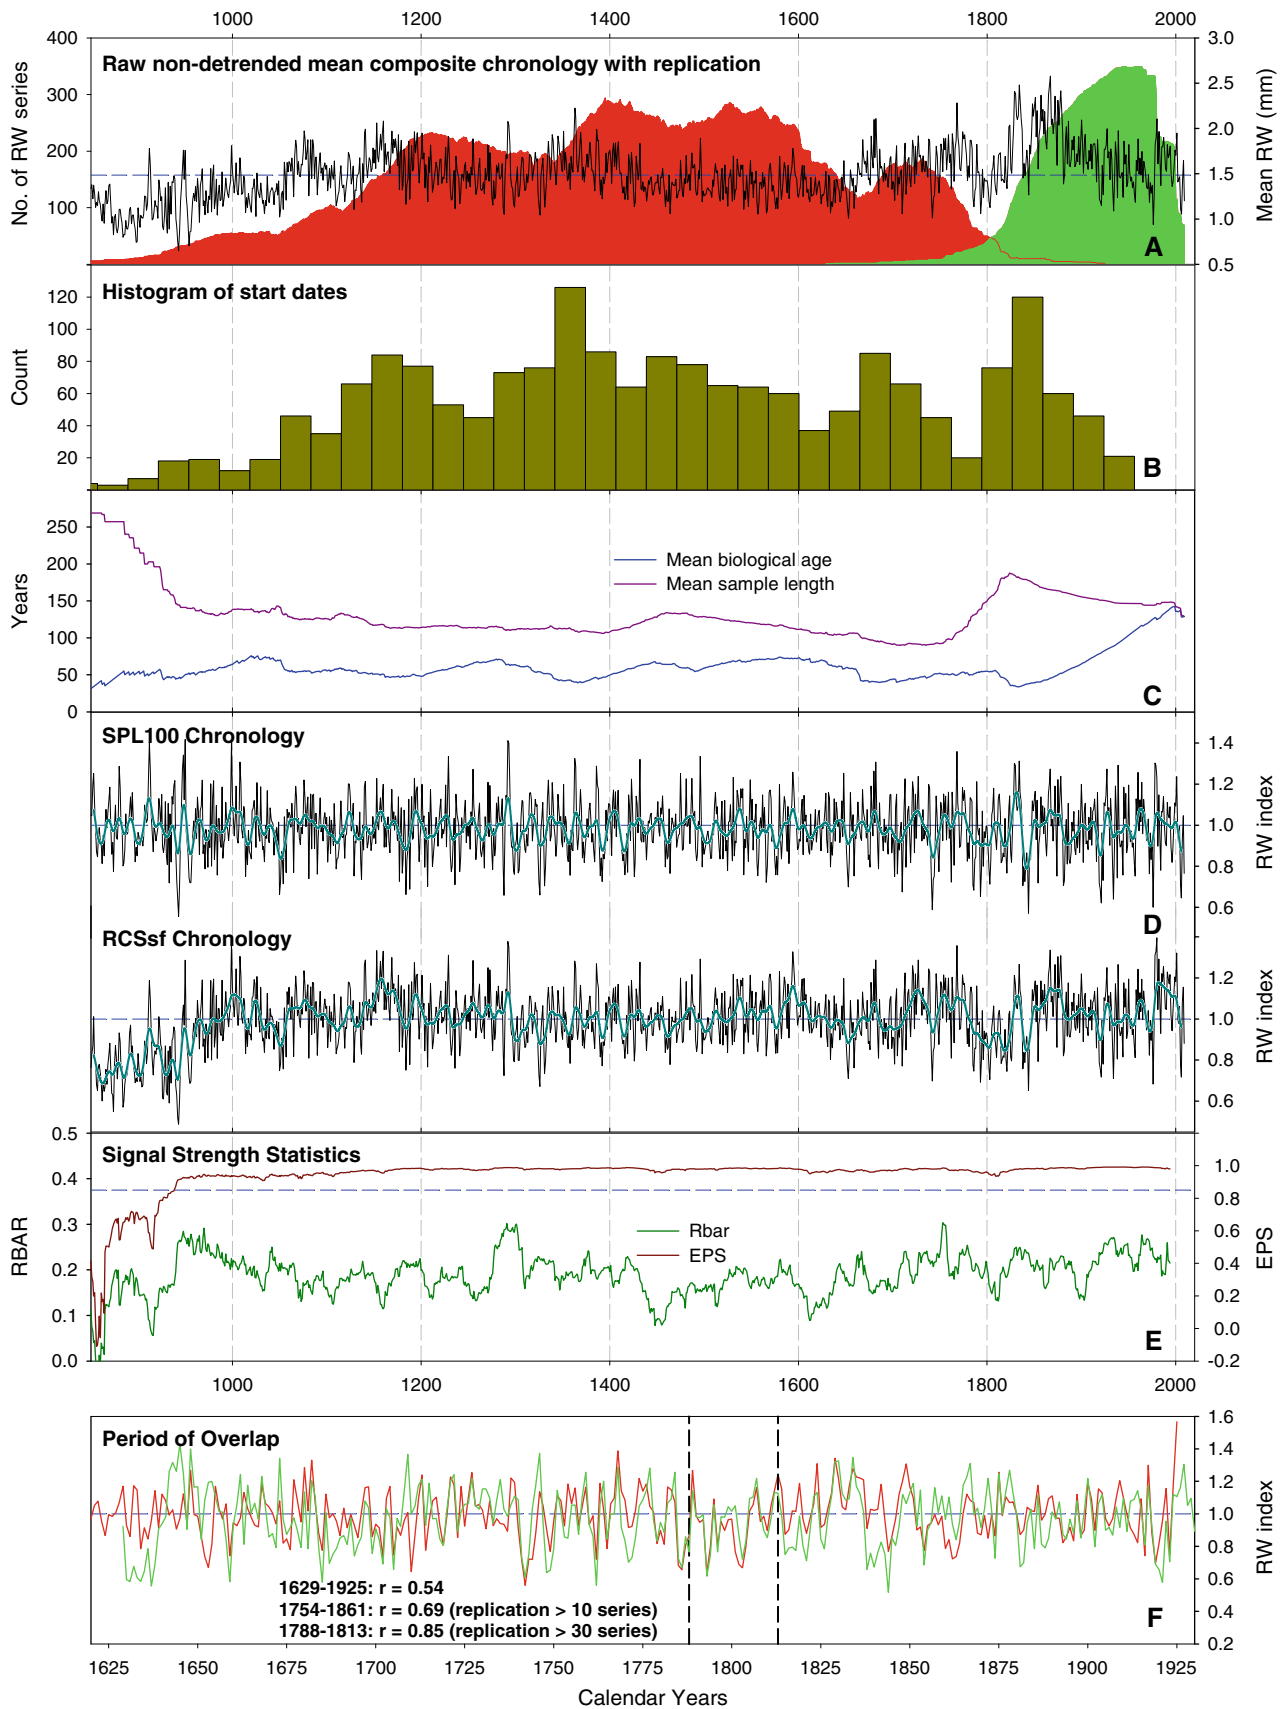 1000 1200 1400 1600 1800 2000
400 3.0
Raw non-detrended mean composite chronology with replication
300 2.5
200 2.0
1.5
100 1.0
0.5
No. of RW series
Mean RW (mm)
A
Histogram of start dates
120
100
80
60
40
20
Count
B
250
200
150
100
50
0
Years
Mean biological age
Mean sample length
C
SPL100 Chronology
1.4
1.2
1.0
0.8
0.6
RW index
D
RCSsf Chronology
1.2
1.0
0.8
0.6
RW index
0.5
0.4
0.3
0.2
0.1
0.0
RBAR
Signal Strength Statistics
Rbar
EPS
1.0
0.8
0.6
0.4
0.2
0.0
-0.2
EPS
E
1000 1200 1400 1600 1800 2000
Period of Overlap
1.6
1.4
1.2
1.0
0.8
0.6
0.4
0.2
RW index
1629-1925: r = 0.54
1754-1861: r = 0.69 (replication > 10 series)
1788-1813: r = 0.85 (replication > 30 series)
F
1625 1650 1675 1700 1725 1750 1775 1800 1825 1850 1875 1900 1925
Calendar Years